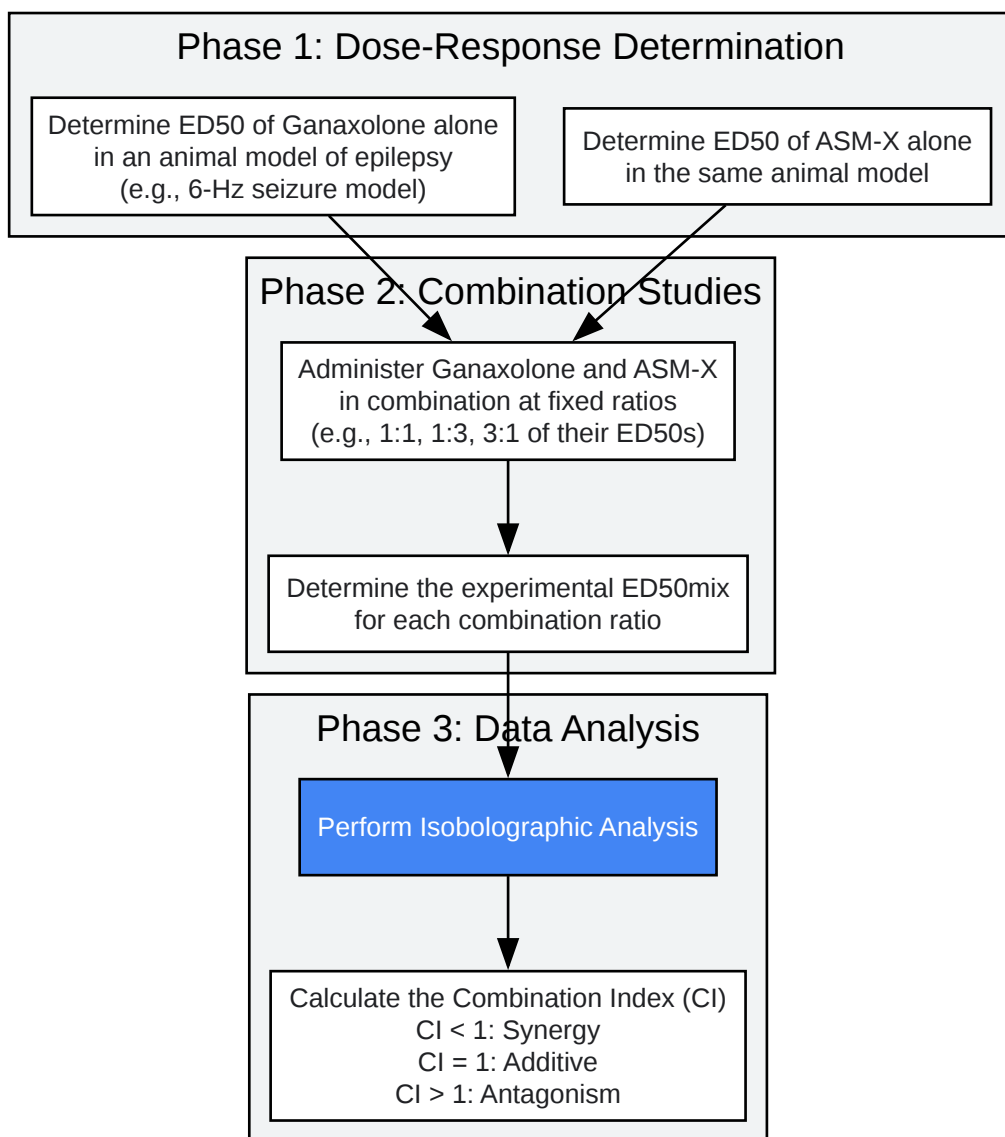 Phase 1: Dose-Response Determination
Determine ED50 of Ganaxolone alone
in an animal model of epilepsy
(e.g., 6-Hz seizure model)
Determine ED50 of ASM-X alone
in the same animal model
Phase 2: Combination Studies
Administer Ganaxolone and ASM-X
in combination at fixed ratios
(e.g., 1:1, 1:3, 3:1 of their ED50s)
Determine the experimental ED50mix
for each combination ratio
Phase 3: Data Analysis
Perform Isobolographic Analysis
Calculate the Combination Index (CI)
CI < 1: Synergy
CI = 1: Additive
CI > 1: Antagonism